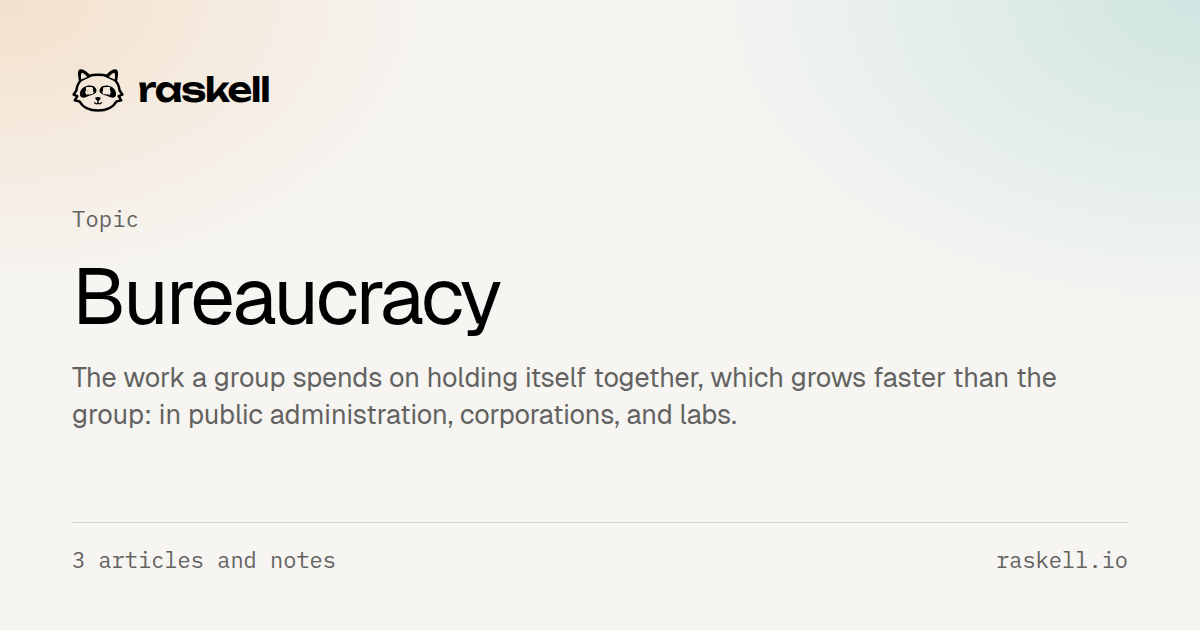 raskell
Topic
Bureaucracy
The work a group spends on holding itself together, which grows faster than the
group: in public administration, corporations, and labs.
3 articles and notes
raskell.io